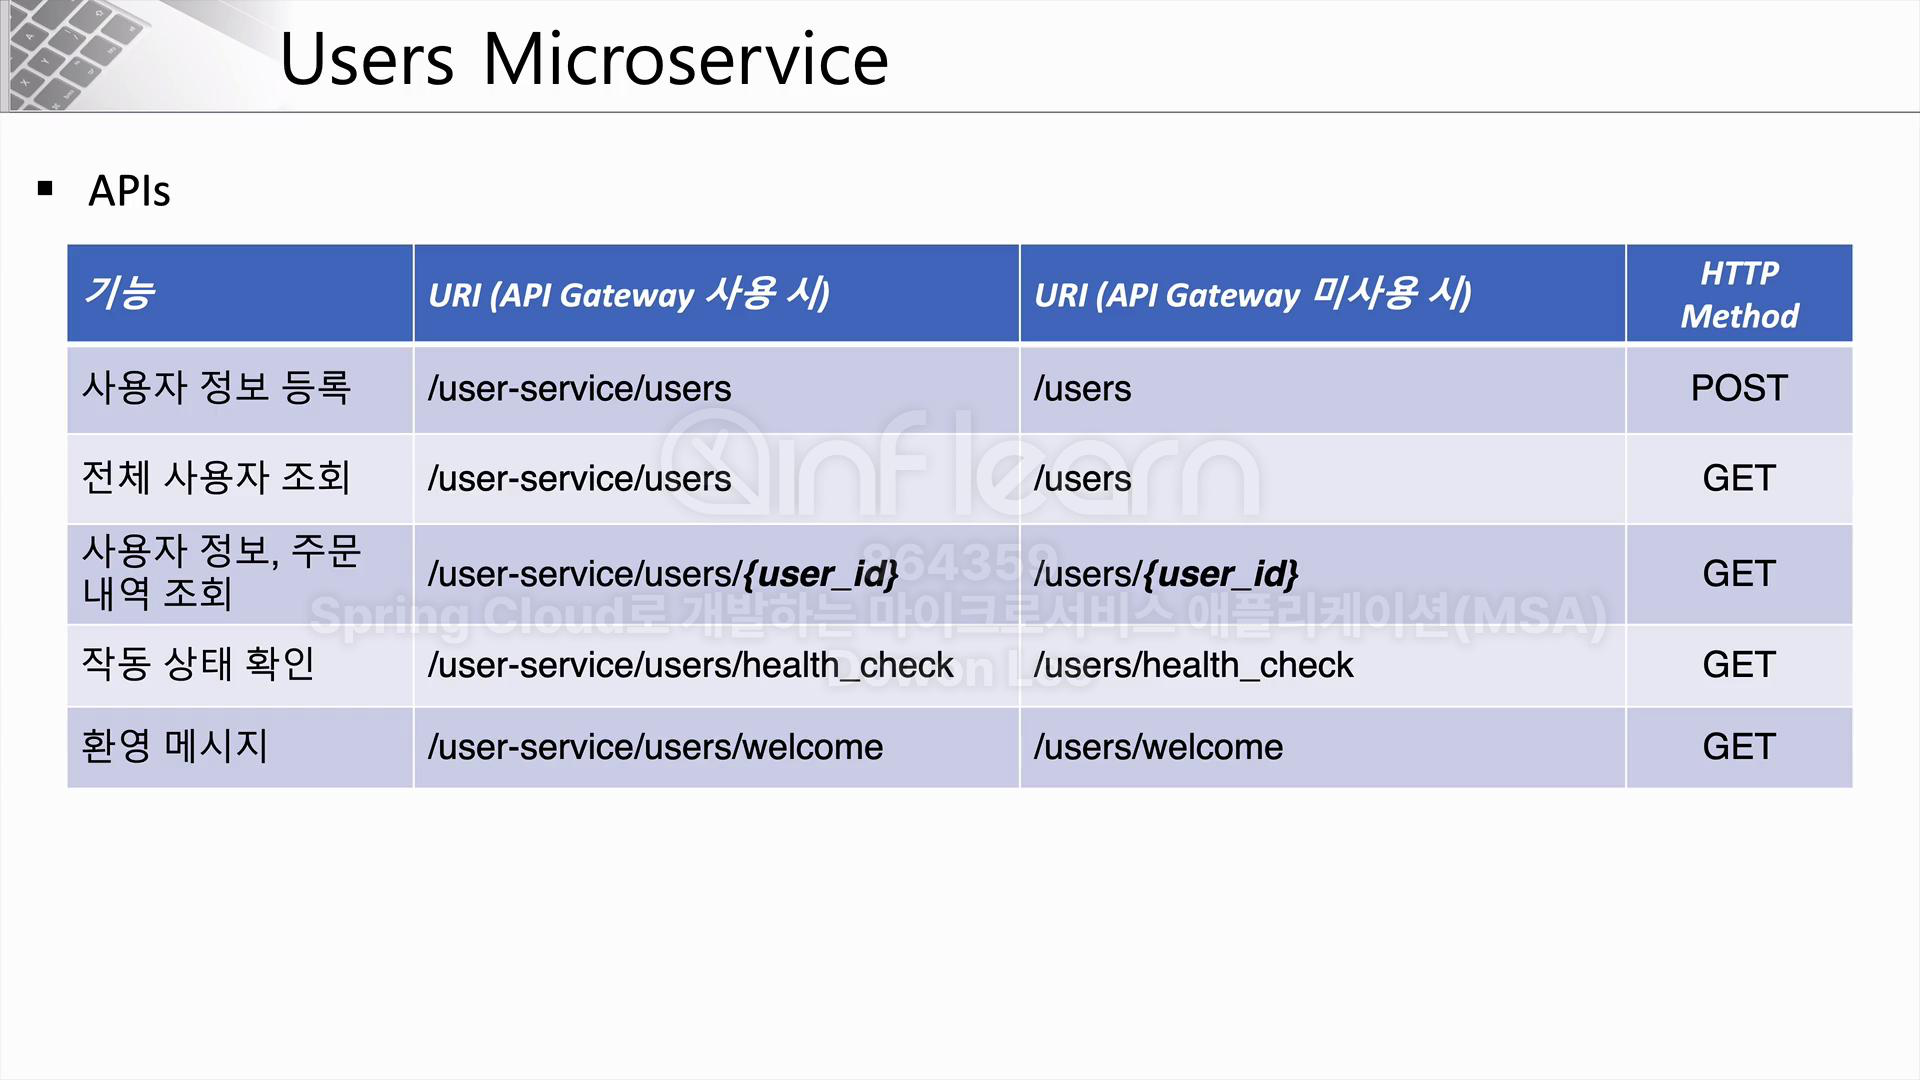 Users Microservice
APIs
기능 URI (API Gateway 사용 시) URI (API Gateway 미사용 시) HTTP Method
사용자 정보 등록 /user-service/users /users POST
전체 사용자 조회 /user-service/users /users GET
사용자 정보, 주문 내역 조회 /user-service/users/{user_id} /users/{user_id} GET
작동 상태 확인 /user-service/users/health_check /users/health_check GET
환영 메시지 /user-service/users/welcome /users/welcome GET
inflearn
864359
Spring Cloud로 개발하는 마이크로서비스 애플리케이션(MSA)
Dowon Lee